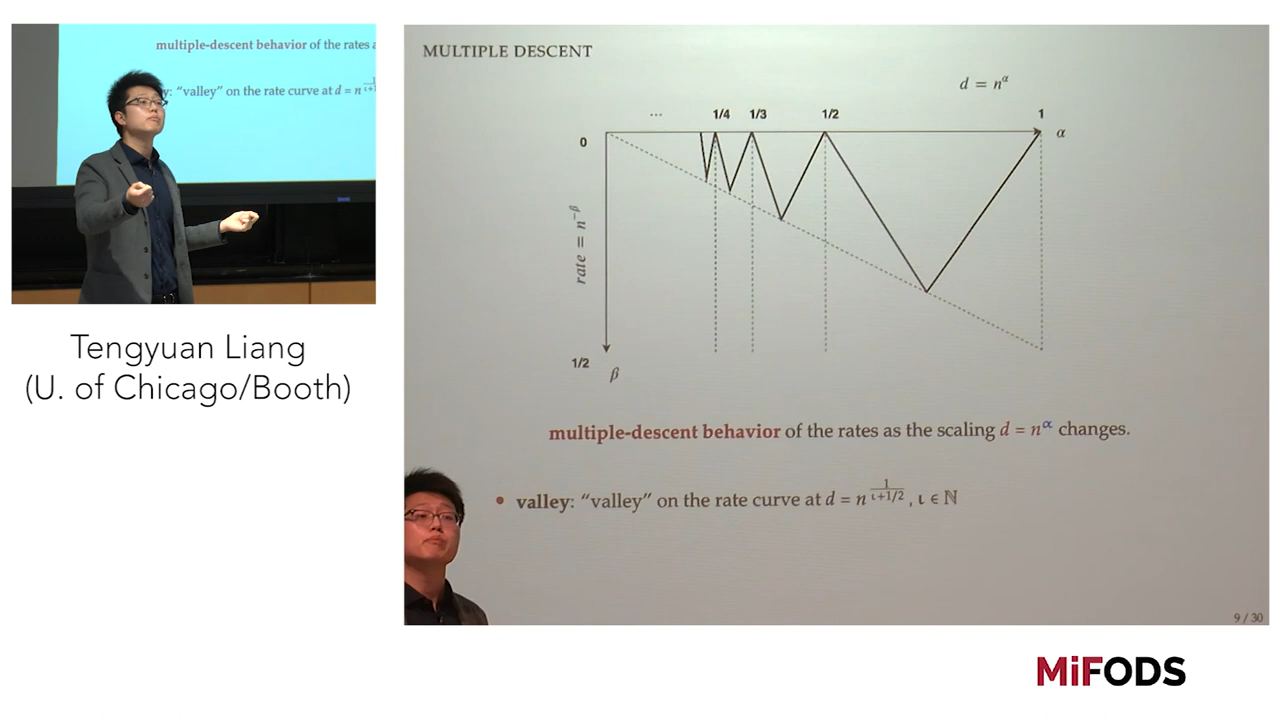 multiple-descent behavior of the rates a
y: "valley" on the rate curve at d = n^{1/(ι+1
Tengyuan Liang
(U. of Chicago/Booth)
MULTIPLE DESCENT
d = n^α
... 1/4 1/3 1/2 1
α
0
rate = n^{-β}
1/2
β
multiple-descent behavior of the rates as the scaling d = n^α changes.
• valley: "valley" on the rate curve at d = n^{1/(ι+1/2)}, ι ∈ ℕ
9 / 30
MiFODS